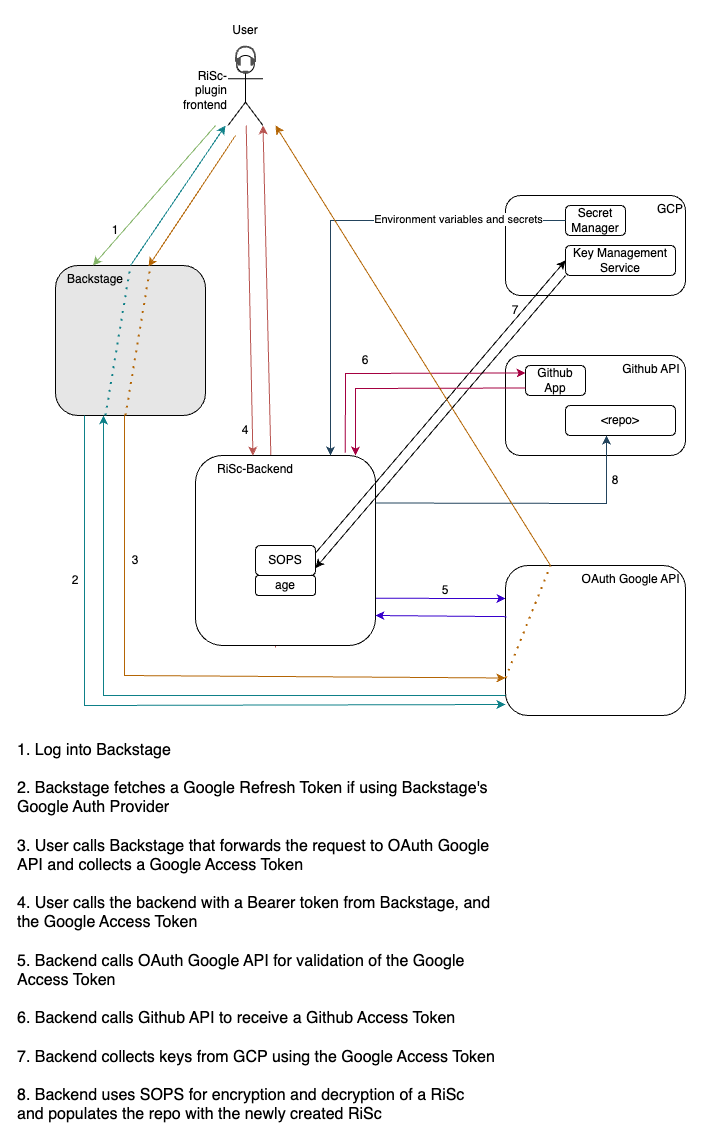 User
RiSc-
plugin
frontend
1
Environment variables and secrets
Secret
Manager
GCP
Key Management
Service
Backstage
7
6
Github
App
Github API
<repo>
4
RiSc-Backend
8
SOPS
age
3
2
5
OAuth Google API
1. Log into Backstage
2. Backstage fetches a Google Refresh Token if using Backstage's
Google Auth Provider
3. User calls Backstage that forwards the request to OAuth Google
API and collects a Google Access Token
4. User calls the backend with a Bearer token from Backstage, and
the Google Access Token
5. Backend calls OAuth Google API for validation of the Google
Access Token
6. Backend calls Github API to receive a Github Access Token
7. Backend collects keys from GCP using the Google Access Token
8. Backend uses SOPS for encryption and decryption of a RiSc
and populates the repo with the newly created RiSc